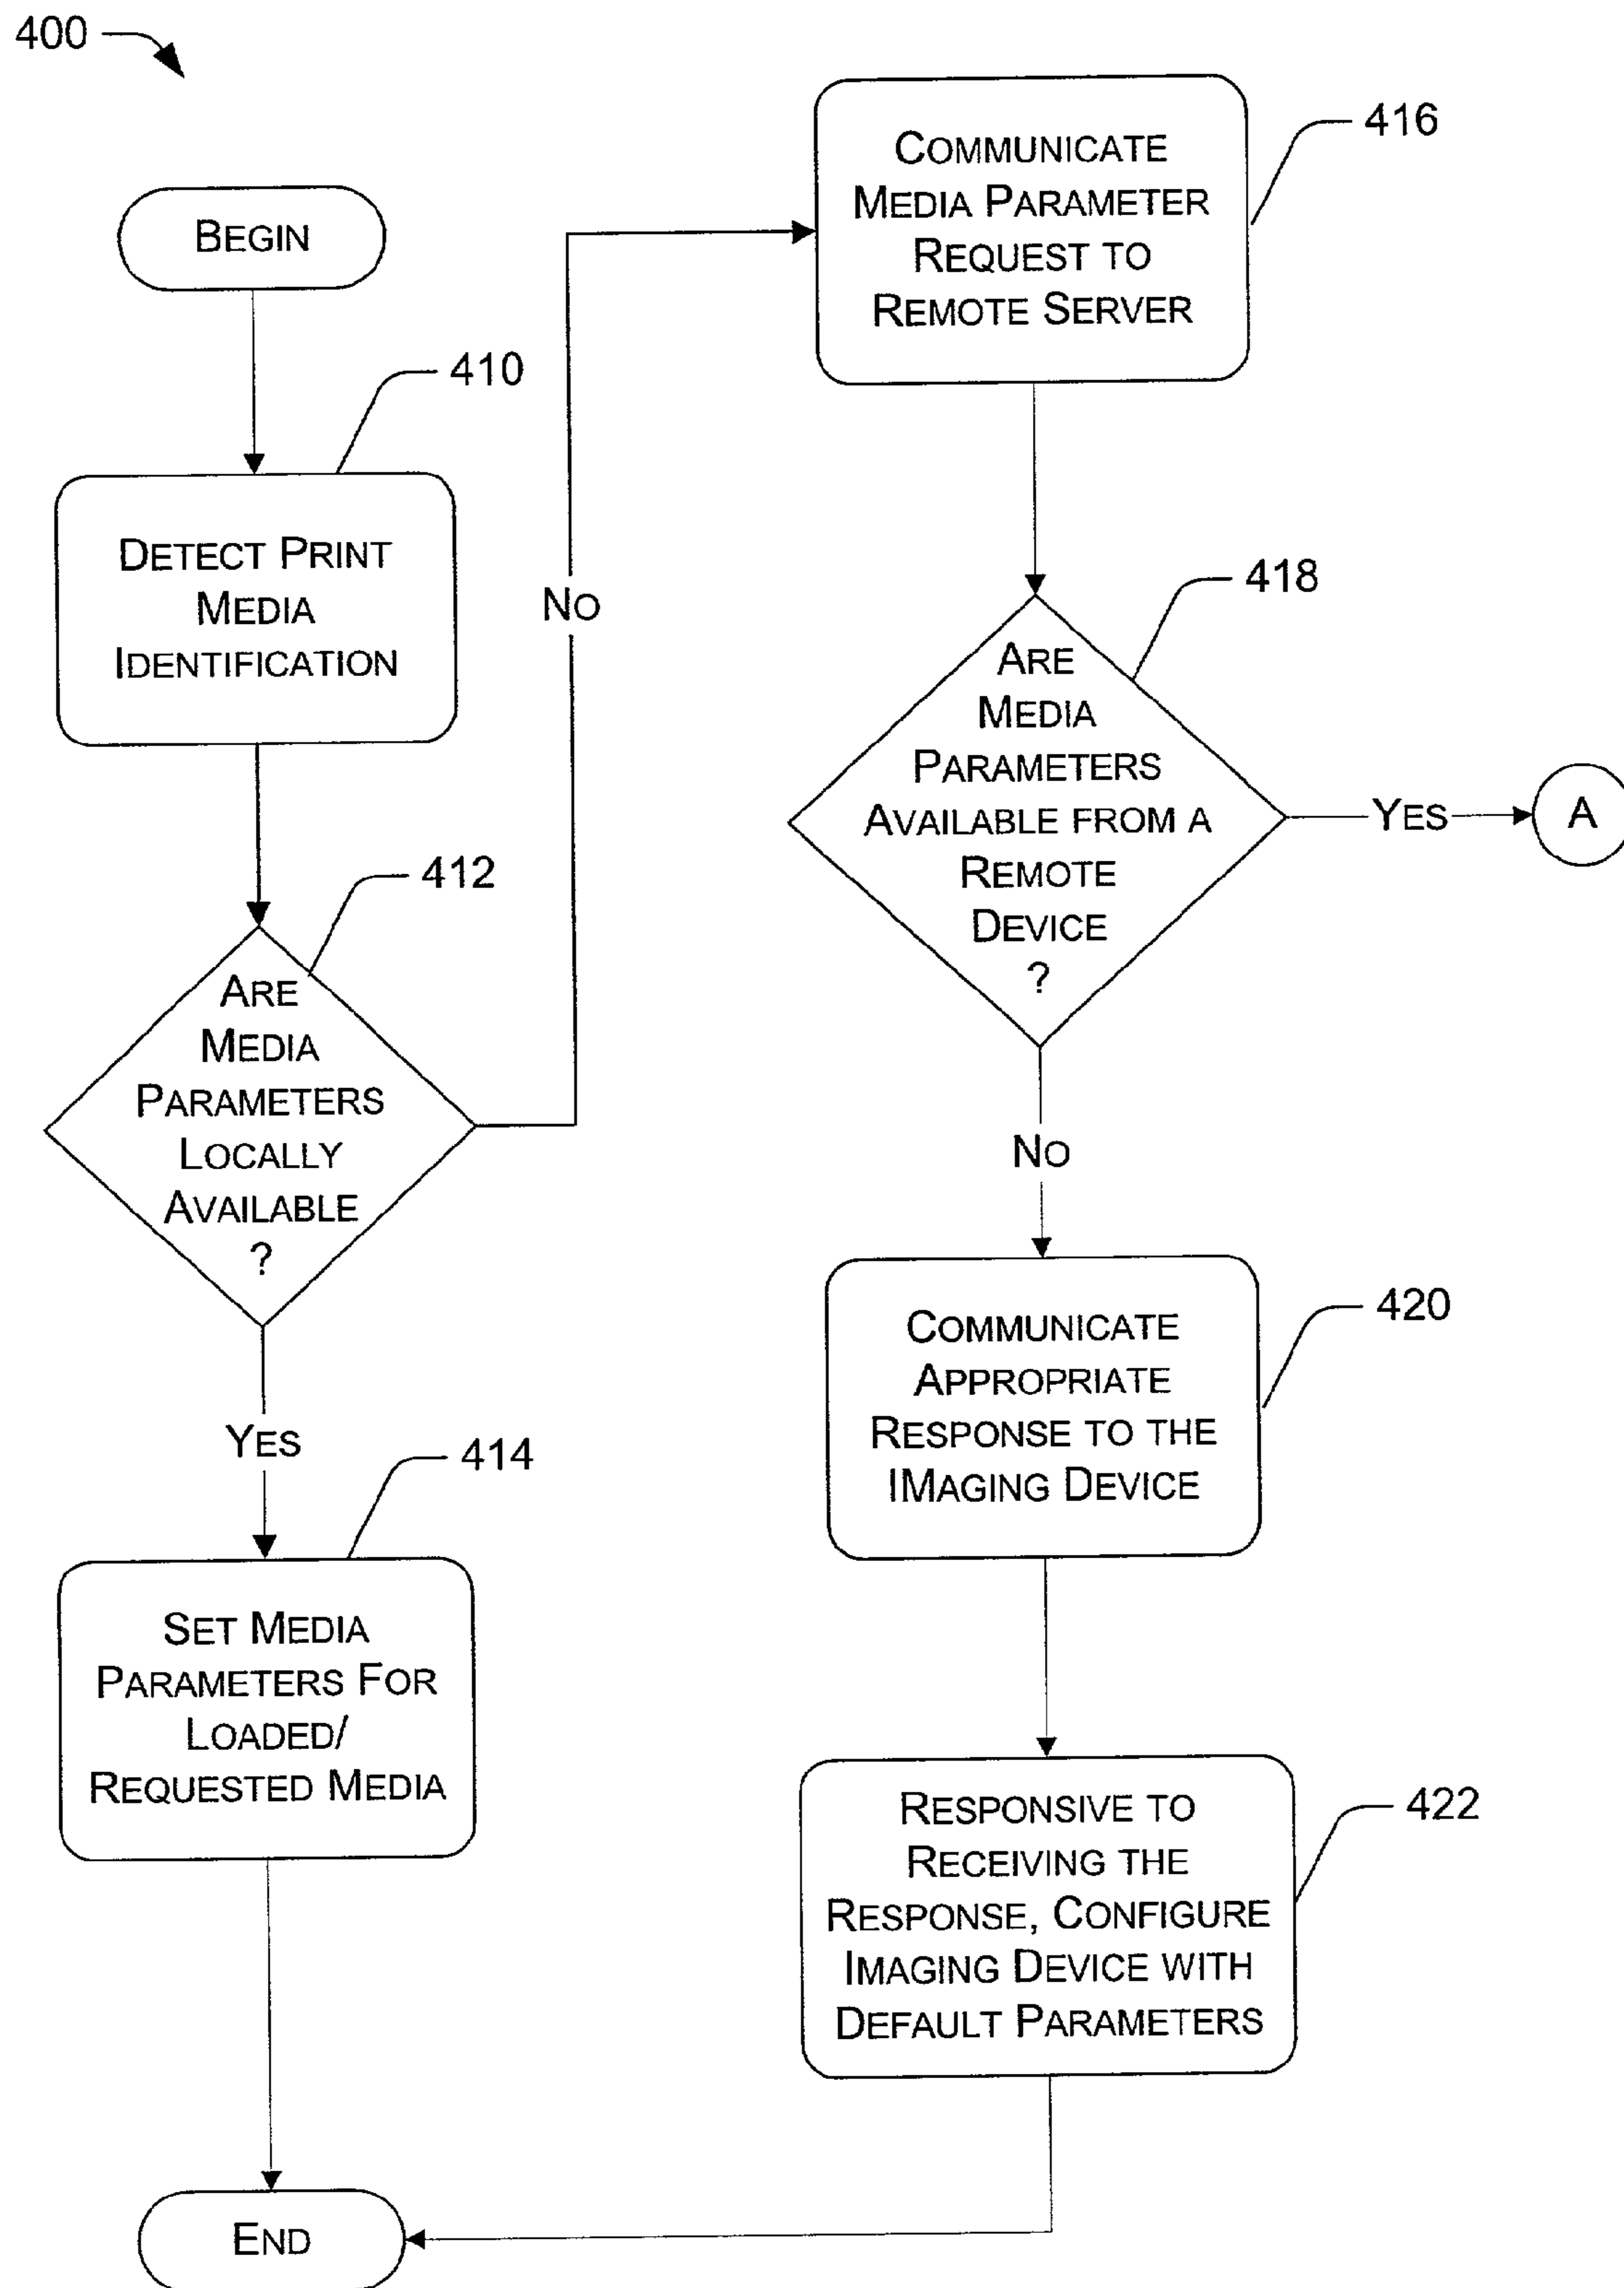 400
BEGIN
410
DETECT PRINT
MEDIA
IDENTIFICATION
412
ARE
MEDIA
PARAMETERS
LOCALLY
AVAILABLE
?
NO
YES
414
SET MEDIA
PARAMETERS FOR
LOADED/
REQUESTED MEDIA
END
416
COMMUNICATE
MEDIA PARAMETER
REQUEST TO
REMOTE SERVER
418
ARE
MEDIA
PARAMETERS
AVAILABLE FROM A
REMOTE
DEVICE
?
YES
A
NO
420
COMMUNICATE
APPROPRIATE
RESPONSE TO THE
IMAGING DEVICE
422
RESPONSIVE TO
RECEIVING THE
RESPONSE, CONFIGURE
IMAGING DEVICE WITH
DEFAULT PARAMETERS